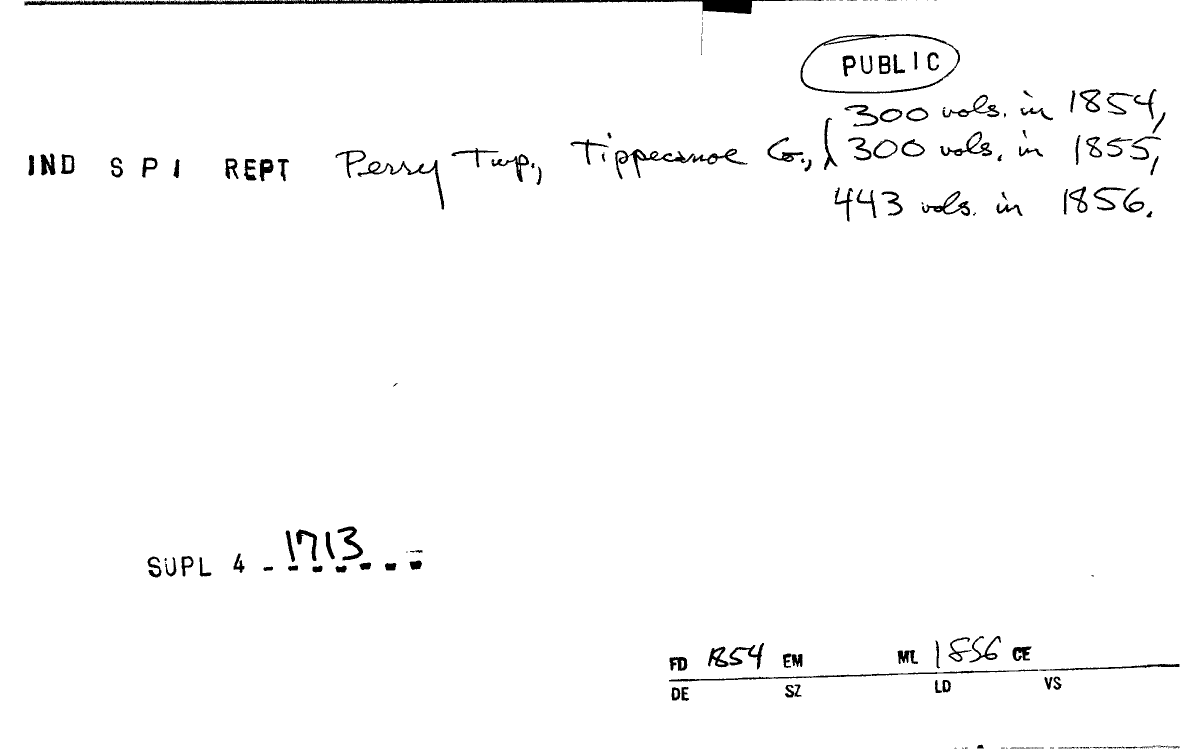 PUBLIC
300 vols. in 1854,
IND S P I REPT Perry Twp., Tippecanoe Co., 300 vols. in 1855,
443 vols. in 1856.
SUPL 4 - 1713
FD 1854 EM ML 1856 CE
DE SZ LD VS